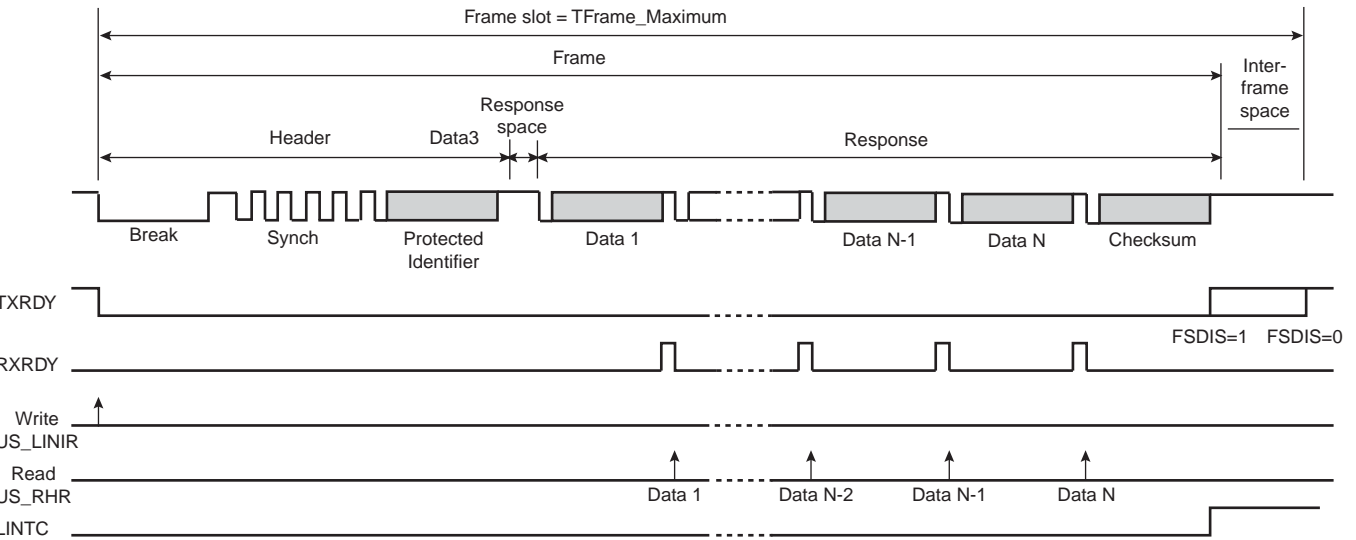 Frame slot = TFrame_Maximum
Frame
Inter-
frame
space
Response
space
Header
Data3
Response
Break
Synch
Protected
Identifier
Data 1
Data N-1
Data N
Checksum
TXRDY
FSDIS=1
FSDIS=0
RXRDY
Write
US_LINIR
Read
US_RHR
Data 1
Data N-2
Data N-1
Data N
LINTC